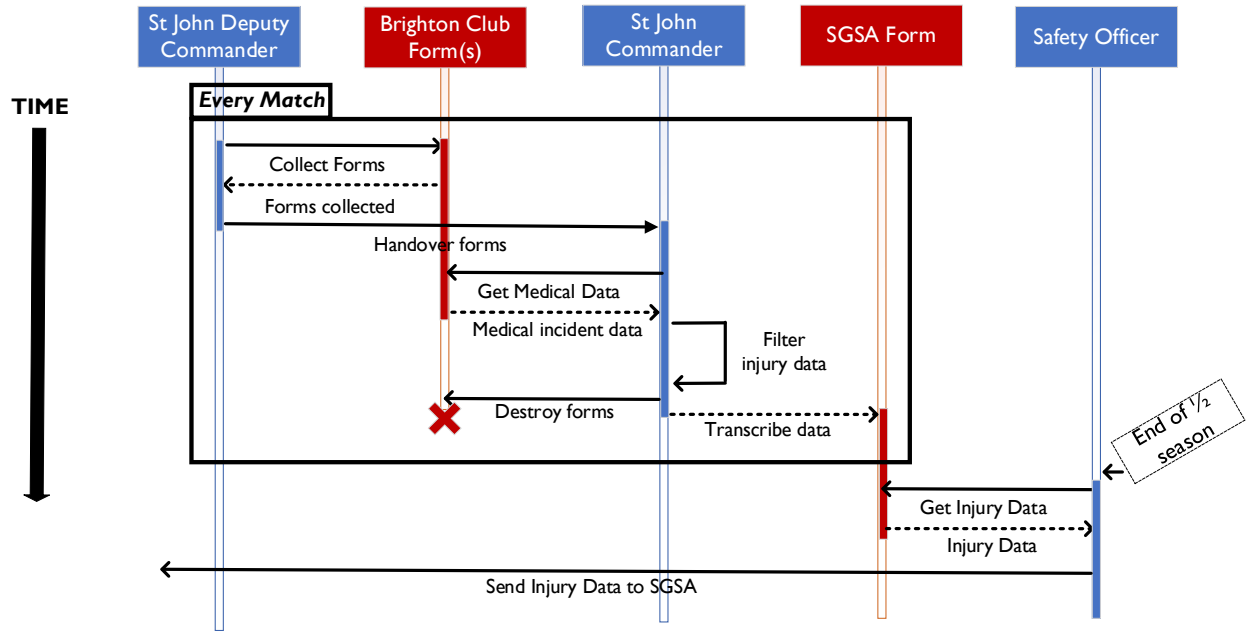 St John Deputy
Commander
Brighton Club
Form(s)
St John
Commander
SGSA Form
Safety Officer
TIME
Every Match
Collect Forms
Forms collected
Handover forms
Get Medical Data
Medical incident data
Filter
injury data
Destroy forms
Transcribe data
End of ½
season
Get Injury Data
Injury Data
Send Injury Data to SGSA